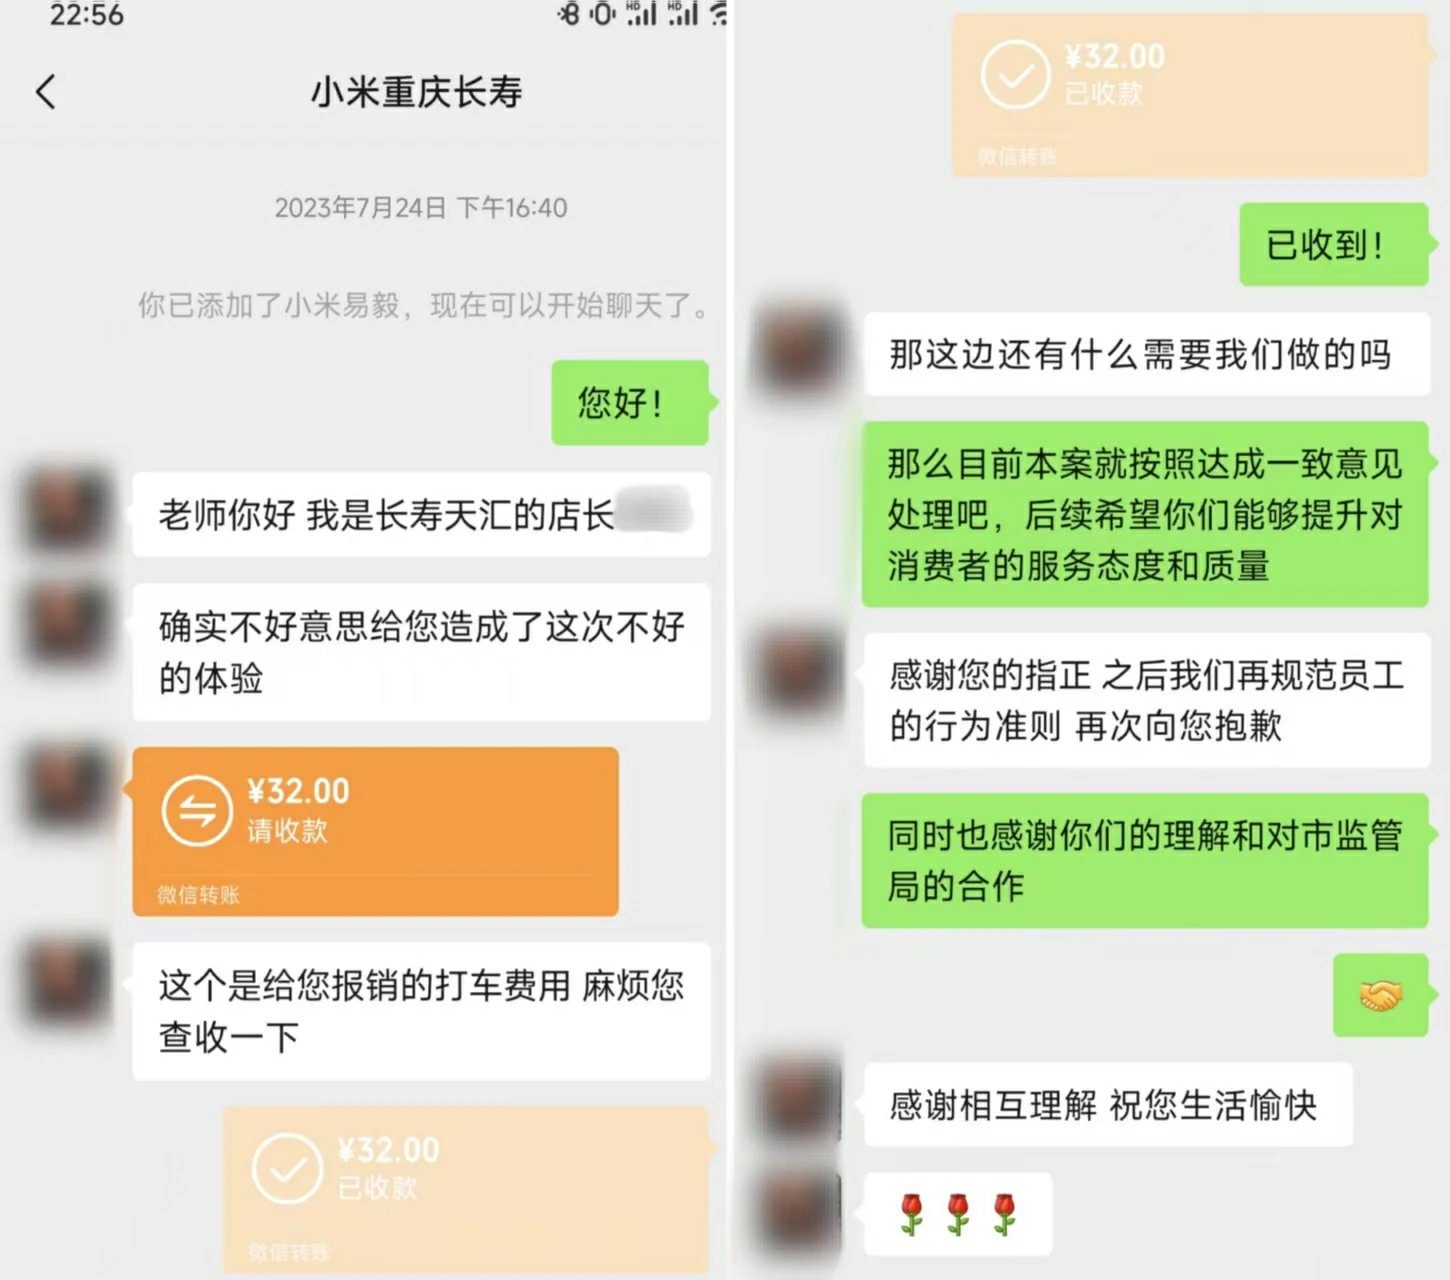 22:56
HD HD
小米重庆长寿
2023年7月24日 下午16:40
你已添加了小米易毅，现在可以开始聊天了。
您好！
老师你好 我是长寿天汇的店长
确实不好意思给您造成了这次不好
的体验
¥32.00
请收款
微信转账
这个是给您报销的打车费用 麻烦您
查收一下
¥32.00
已收款
微信转账
¥32.00
已收款
微信转账
已收到！
那这边还有什么需要我们做的吗
那么目前本案就按照达成一致意见
处理吧，后续希望你们能够提升对
消费者的服务态度和质量
感谢您的指正 之后我们再规范员工
的行为准则 再次向您抱歉
同时也感谢你们的理解和对市监管
局的合作
感谢相互理解 祝您生活愉快